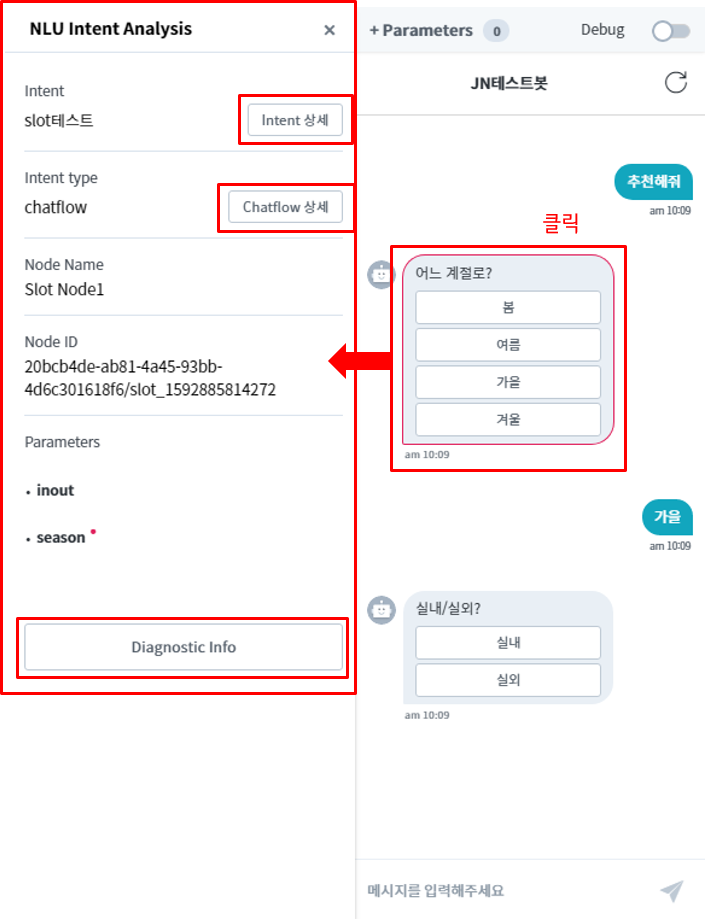 NLU Intent Analysis
×
Intent
slot테스트
Intent 상세
Intent type
chatflow
Chatflow 상세
Node Name
Slot Node1
Node ID
20bcb4de-ab81-4a45-93bb-
4d6c301618f6/slot_1592885814272
Parameters
• inout
• season
Diagnostic Info
+ Parameters 0
Debug
JN테스트봇
추천해줘
am 10:09
클릭
어느 계절로?
봄
여름
가을
겨울
am 10:09
가을
am 10:09
실내/실외?
실내
실외
am 10:09
메시지를 입력해주세요